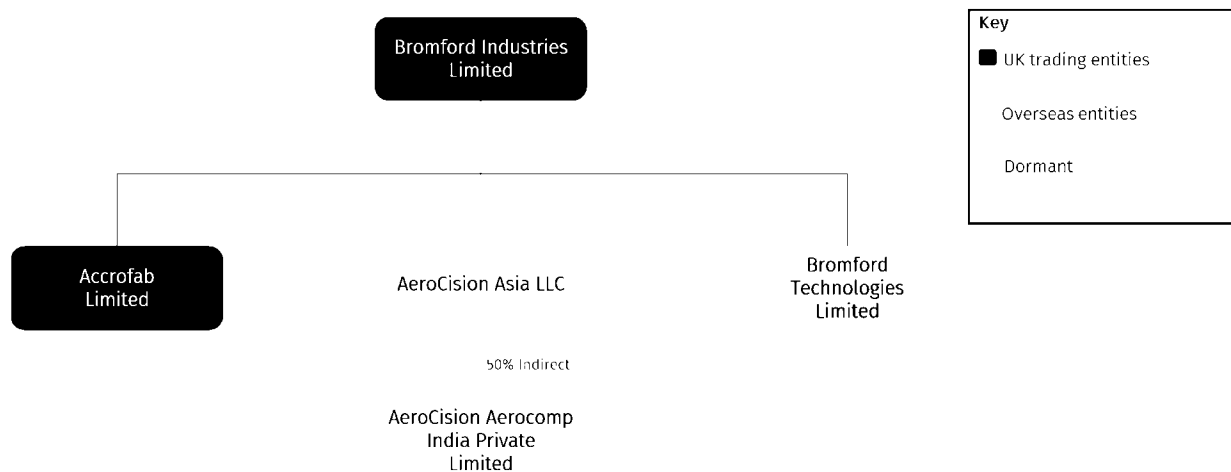 Bromford Industries
Limited
Key
UK trading entities
Overseas entities
Dormant
Accrofab
Limited
AeroCision Asia LLC
Bromford
Technologies
Limited
50% Indirect
AeroCision Aerocomp
India Private
Limited